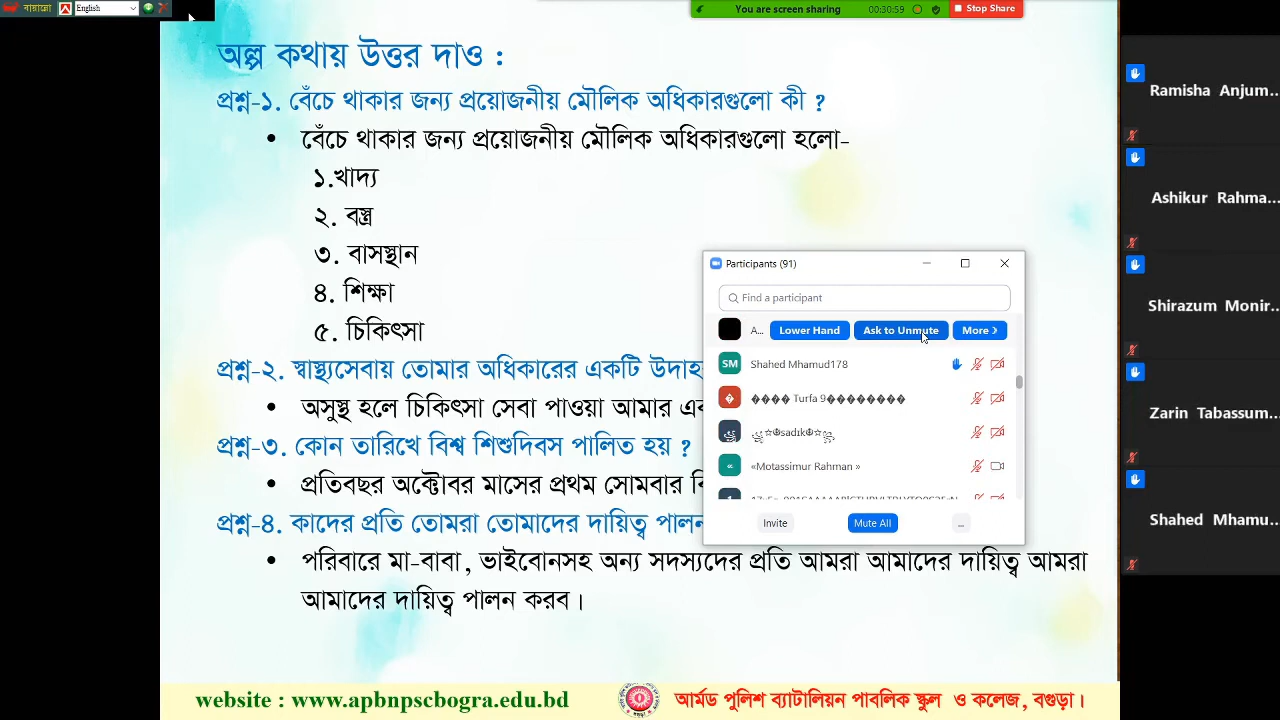 বায়ান্নো English
You are screen sharing 00:30:59 Stop Share
অল্প কথায় উত্তর দাও :
প্রশ্ন-১. বেঁচে থাকার জন্য প্রয়োজনীয় মৌলিক অধিকারগুলো কী ?
• বেঁচে থাকার জন্য প্রয়োজনীয় মৌলিক অধিকারগুলো হলো-
১.খাদ্য
২. বস্ত্র
৩. বাসস্থান
৪. শিক্ষা
৫. চিকিৎসা
প্রশ্ন-২. স্বাস্থ্যসেবায় তোমার অধিকারের একটি উদাহ
• অসুস্থ হলে চিকিৎসা সেবা পাওয়া আমার এক
প্রশ্ন-৩. কোন তারিখে বিশ্ব শিশুদিবস পালিত হয় ?
• প্রতিবছর অক্টোবর মাসের প্রথম সোমবার বি
প্রশ্ন-৪. কাদের প্রতি তোমরা তোমাদের দায়িত্ব পালন
• পরিবারে মা-বাবা, ভাইবোনসহ অন্য সদস্যদের প্রতি আমরা আমাদের দায়িত্ব আমরা
আমাদের দায়িত্ব পালন করব।
Participants (91)
Find a participant
A... Lower Hand Ask to Unmute More >
SM Shahed Mhamud178
���� Turfa 9���������
꧁☆☬sadɪk☬☆꧂
« «Motassimur Rahman »
Invite Mute All ...
Ramisha Anjum...
Ashikur Rahma...
Shirazum Monir...
Zarin Tabassum...
Shahed Mhamu...
website : www.apbnpscbogra.edu.bd আর্মড পুলিশ ব্যাটালিয়ন পাবলিক স্কুল ও কলেজ, বগুড়া।